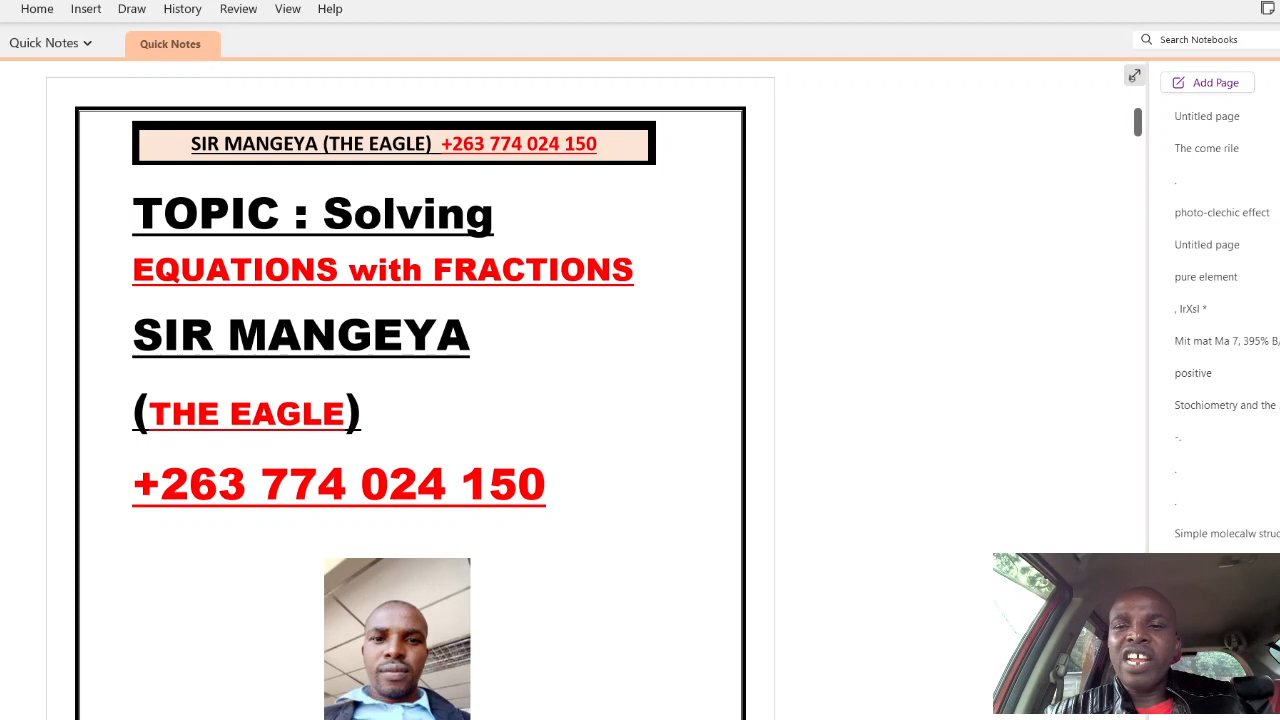 Home Insert Draw History Review View Help
Quick Notes Quick Notes Search Notebooks
SIR MANGEYA (THE EAGLE) +263 774 024 150
TOPIC : Solving
EQUATIONS with FRACTIONS
SIR MANGEYA
(THE EAGLE)
+263 774 024 150
Add Page
Untitled page
The come rile
.
photo-clechic effect
Untitled page
pure element
, IrXsI *
Mit mat Ma 7, 395% B/
positive
Stochiometry and the
-.
.
.
Simple molecalw struc